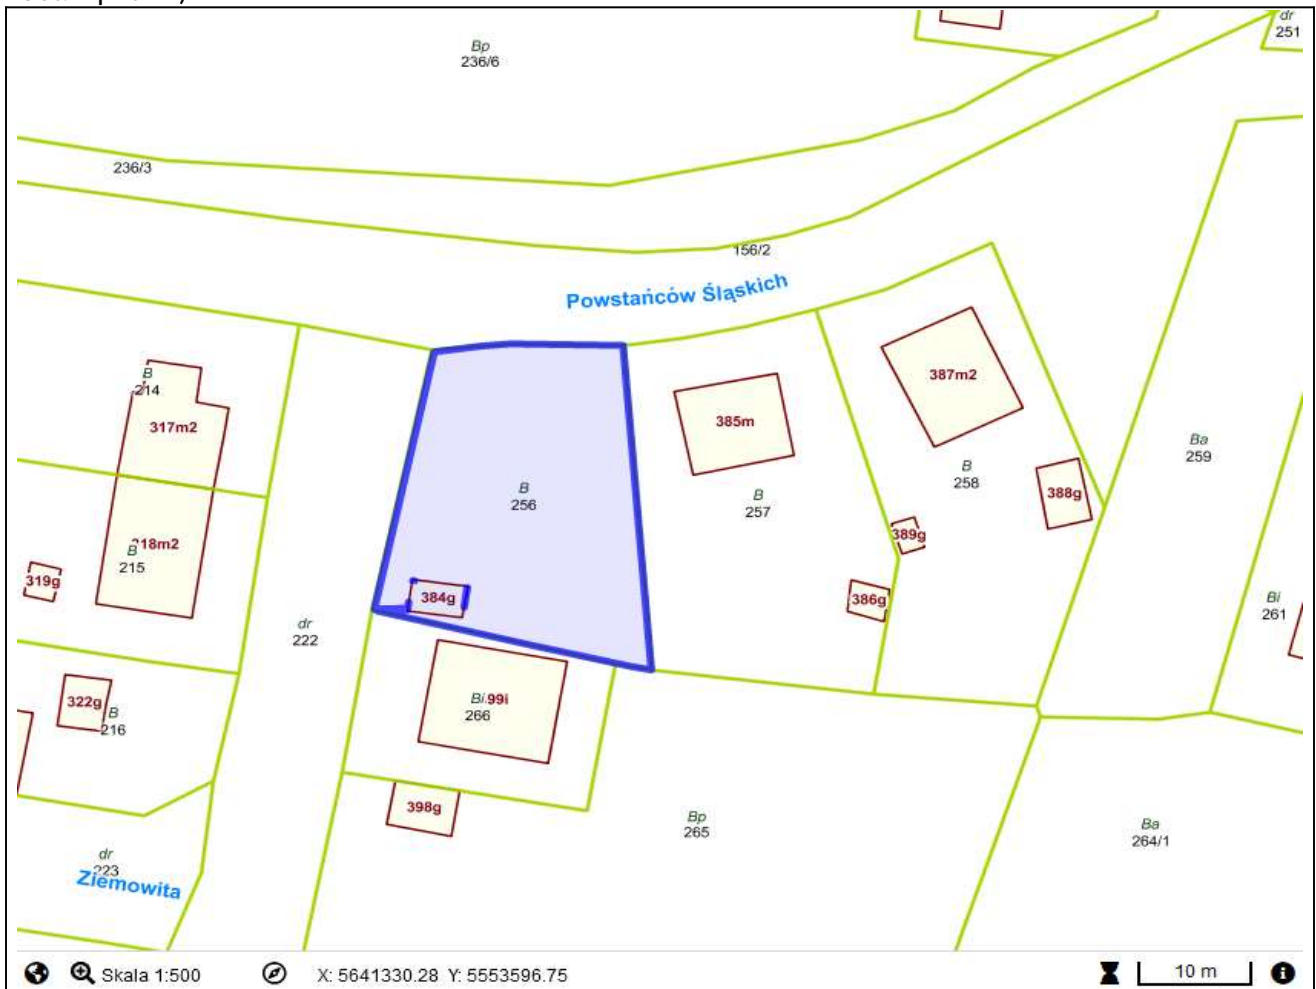 Bp
236/6
dr
251
236/3
156/2
Powstańców Śląskich
B
214
317m2
385m
387m2
B
256
B
257
B
258
388g
Ba
259
389g
218m2
B
215
319g
384g
386g
Bi
261
dr
222
322g
B
216
Bi.99i
266
398g
Bp
265
Ba
264/1
dr
223
Ziemowita
Skala 1:500 X: 5641330.28 Y: 5553596.75 10 m